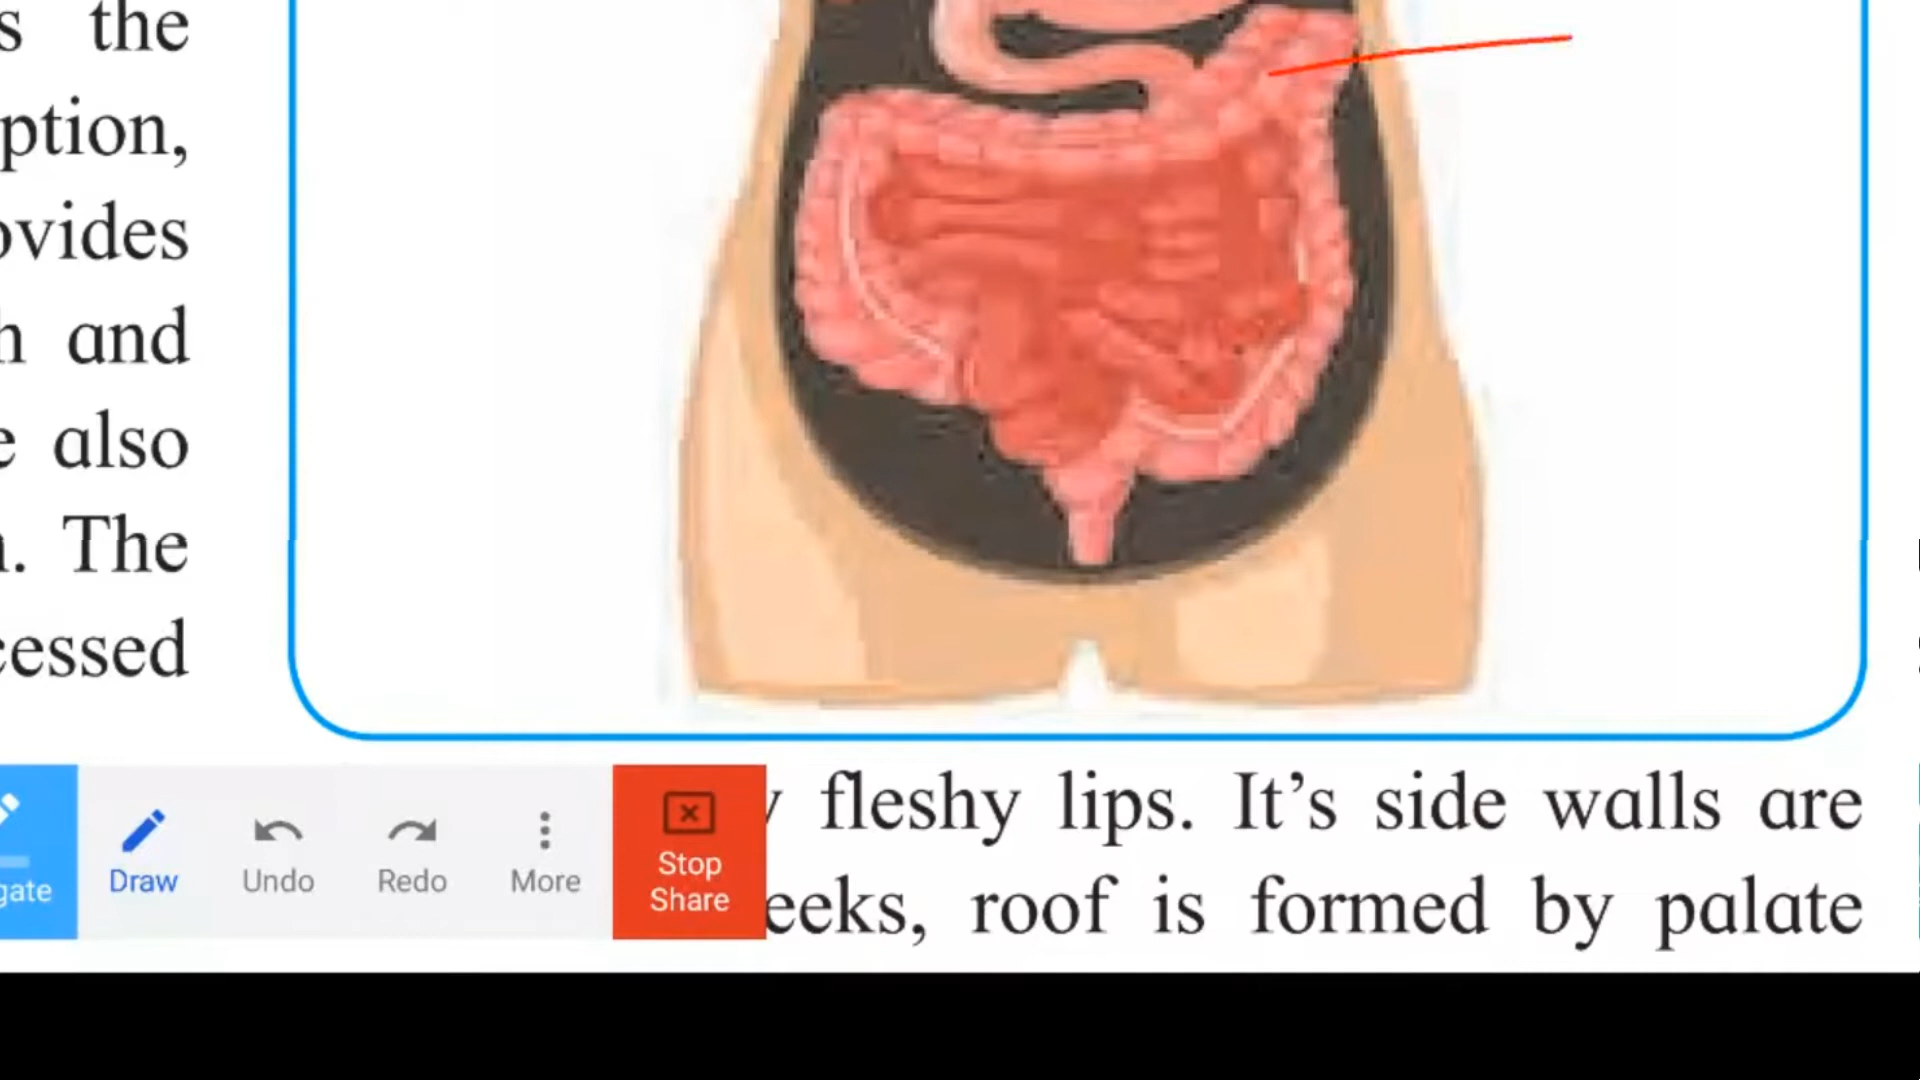 s the
ption,
ovides
h and
e also
n. The
cessed
y fleshy lips. It’s side walls are
eeks, roof is formed by palate
gate
Draw
Undo
Redo
More
Stop
Share